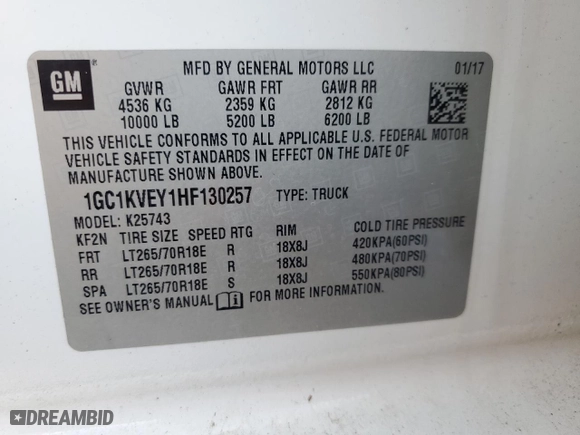 GM
MFD BY GENERAL MOTORS LLC 01/17
GVWR GAWR FRT GAWR RR
4536 KG 2359 KG 2812 KG
10000 LB 5200 LB 6200 LB
THIS VEHICLE CONFORMS TO ALL APPLICABLE U.S. FEDERAL MOTOR
VEHICLE SAFETY STANDARDS IN EFFECT ON THE DATE OF
MANUFACTURE SHOWN ABOVE.
1GC1KVEY1HF130257 TYPE: TRUCK
MODEL: K25743
KF2N TIRE SIZE SPEED RTG RIM COLD TIRE PRESSURE
FRT LT265/70R18E R 18X8J 420KPA(60PSI)
RR LT265/70R18E R 18X8J 480KPA(70PSI)
SPA LT265/70R18E S 18X8J 550KPA(80PSI)
SEE OWNER'S MANUAL FOR MORE INFORMATION.
DREAMBID